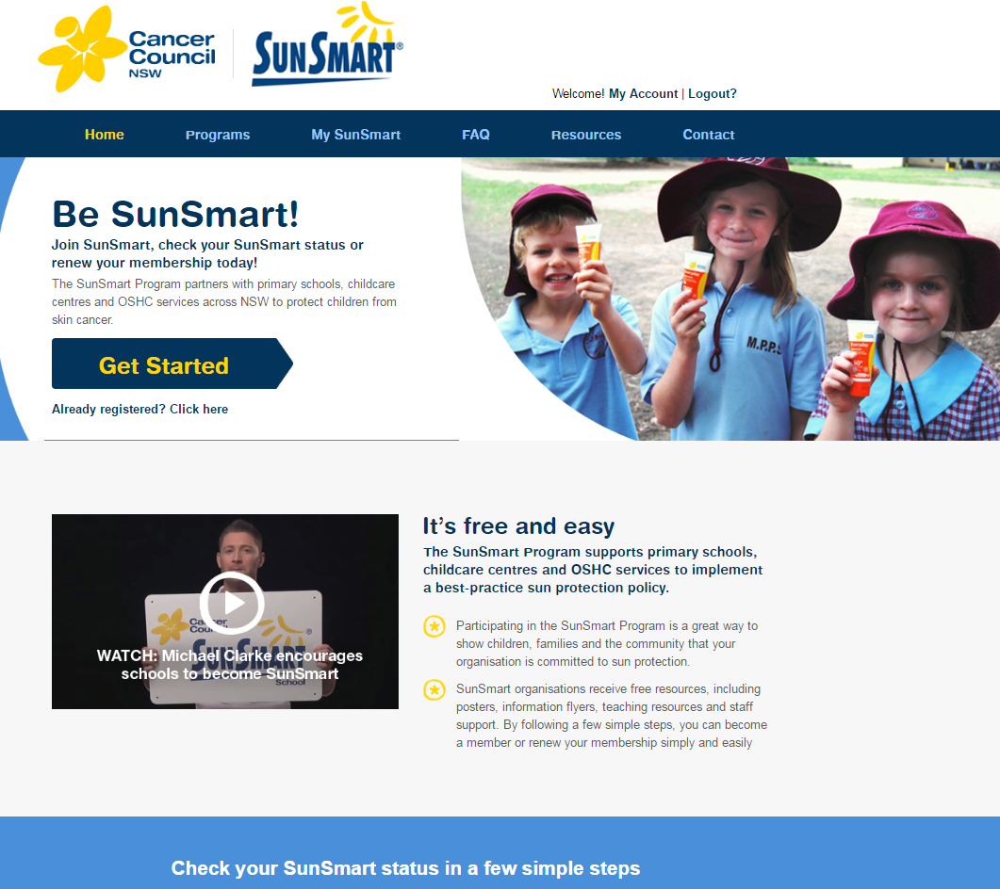 Cancer
Council
NSW
SUNSMART®
Welcome! My Account | Logout?
Home Programs My SunSmart FAQ Resources Contact
Be SunSmart!
Join SunSmart, check your SunSmart status or
renew your membership today!
The SunSmart Program partners with primary schools, childcare
centres and OSHC services across NSW to protect children from
skin cancer.
Get Started
Already registered? Click here
M.P.P.S
Everyday
50+
Cancer
Council
SUNSMART
School
WATCH: Michael Clarke encourages
schools to become SunSmart
It's free and easy
The SunSmart Program supports primary schools,
childcare centres and OSHC services to implement
a best-practice sun protection policy.
Participating in the SunSmart Program is a great way to
show children, families and the community that your
organisation is committed to sun protection.
SunSmart organisations receive free resources, including
posters, information flyers, teaching resources and staff
support. By following a few simple steps, you can become
a member or renew your membership simply and easily
Check your SunSmart status in a few simple steps